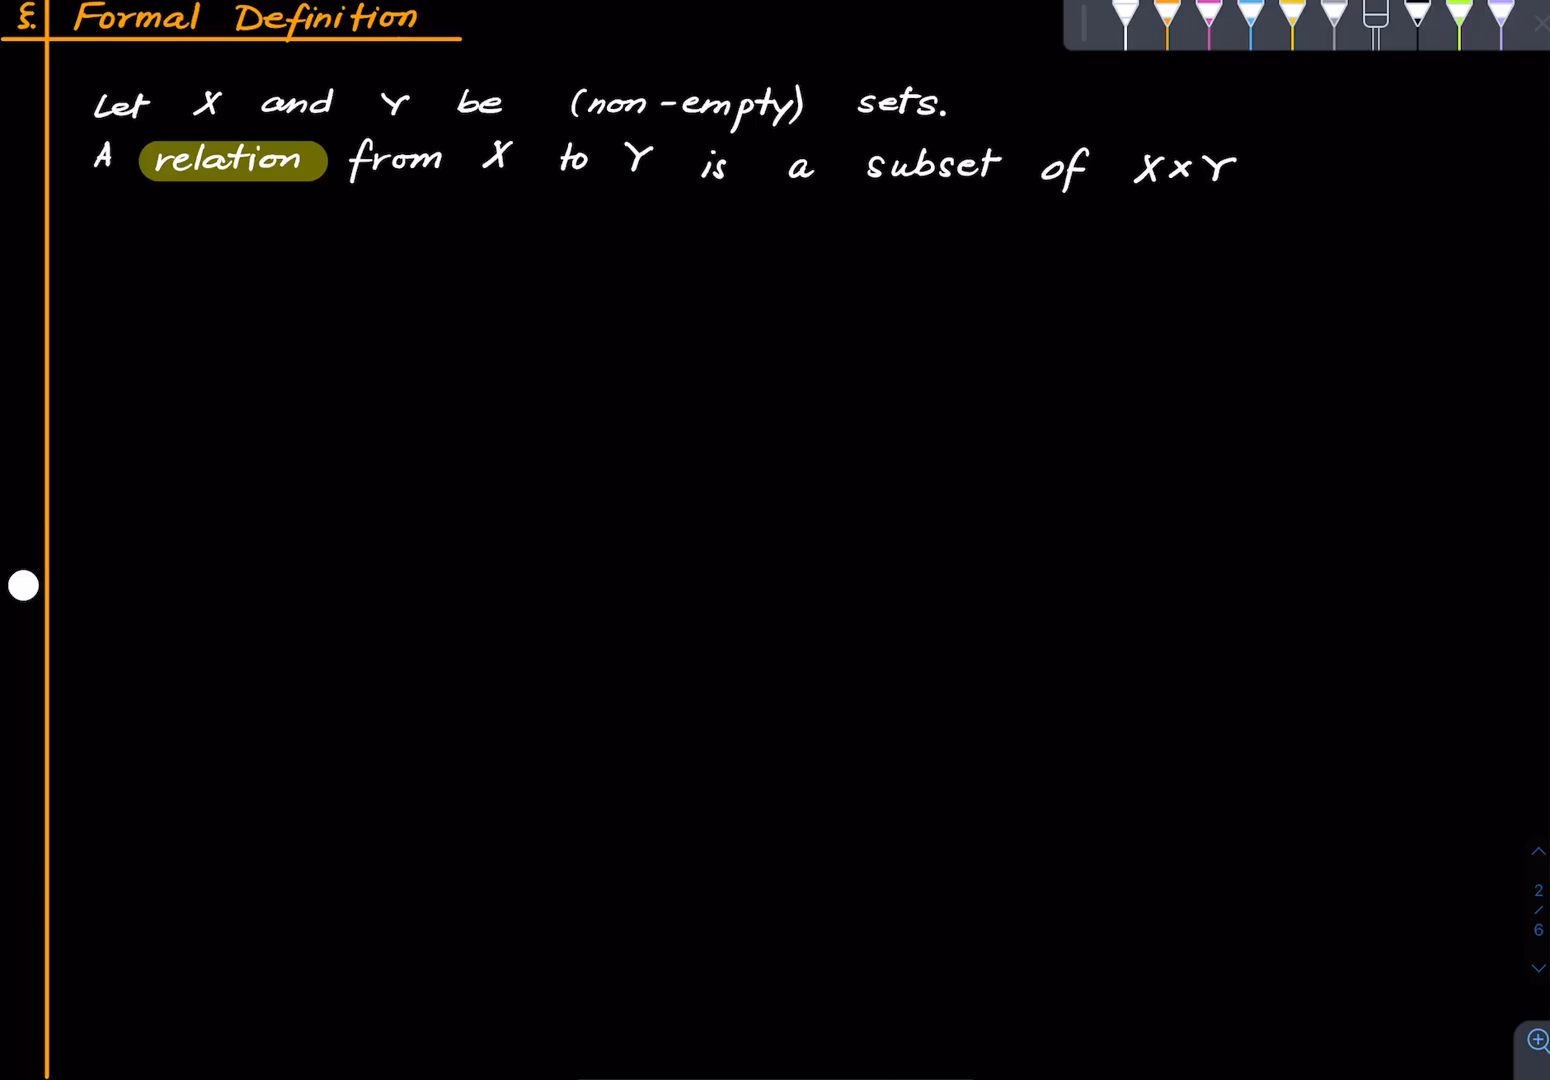 §. Formal Definition
Let X and Y be (non-empty) sets.
A relation from X to Y is a subset of X×Y
2
/
6